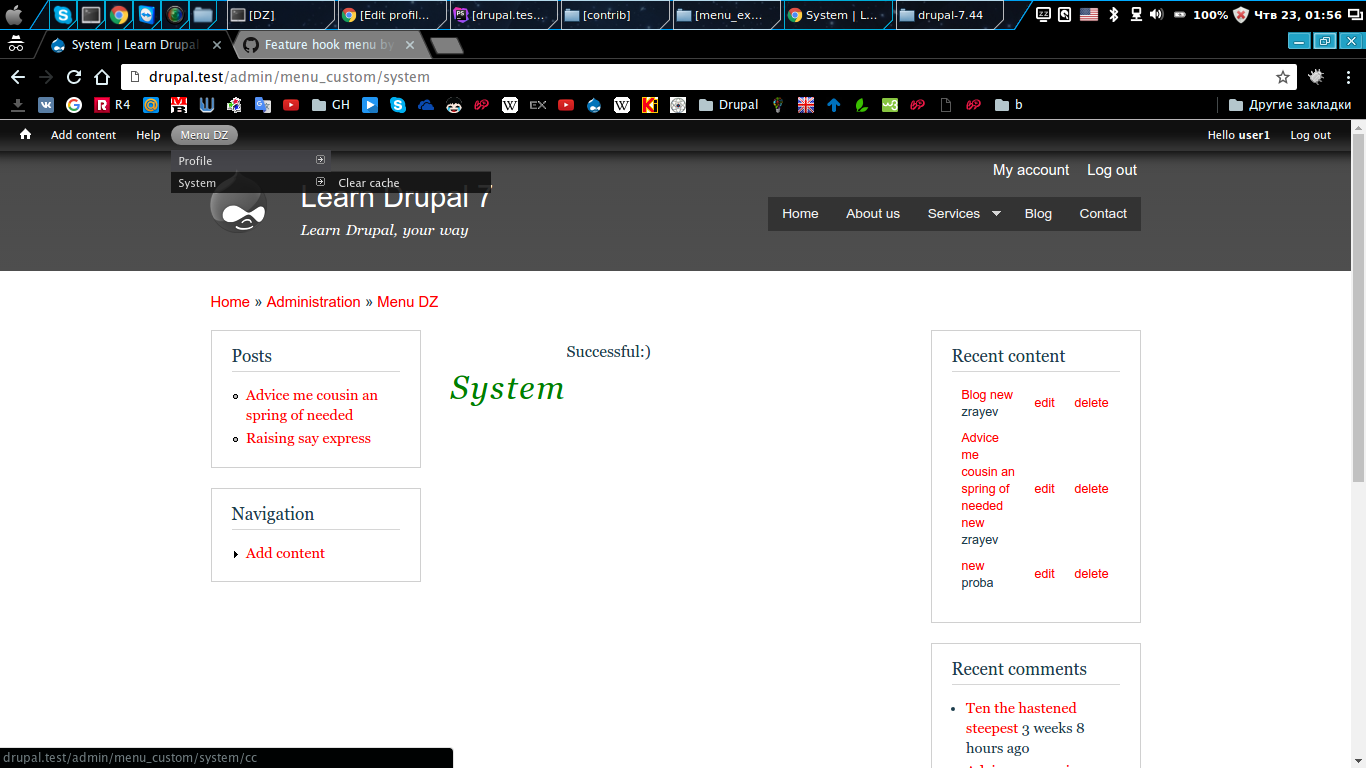 [DZ]
[Edit profil...
[drupal.tes...
[contrib]
[menu_ex...
System | L...
drupal-7.44
100%
Чтв 23, 01:56
System | Learn Drupal
Feature hook menu by
drupal.test/admin/menu_custom/system
R4
GH
EX
Drupal
b
Другие закладки
Add content
Help
Menu DZ
Hello user1
Log out
Profile
System
Clear cache
My account
Log out
Learn Drupal 7
Learn Drupal, your way
Home
About us
Services
Blog
Contact
Home » Administration » Menu DZ
Posts
Advice me cousin an
spring of needed
Raising say express
Navigation
Add content
Successful:)
System
Recent content
Blog new
zrayev
edit
delete
Advice
me
cousin an
spring of
needed
new
zrayev
edit
delete
new
proba
edit
delete
Recent comments
Ten the hastened
steepest 3 weeks 8
hours ago
drupal.test/admin/menu_custom/system/cc